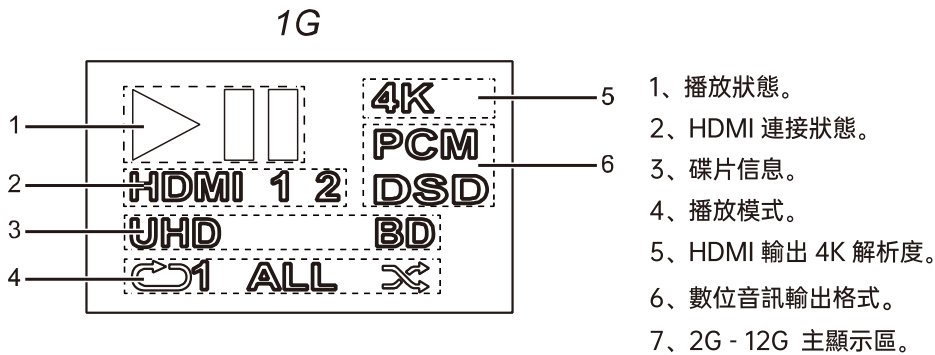 1G
4K
PCM
DSD
HDMI 1 2
UHD BD
1 ALL
1
2
3
4
5
6
1、播放狀態。
2、HDMI 連接狀態。
3、碟片信息。
4、播放模式。
5、HDMI 輸出 4K 解析度。
6、數位音訊輸出格式。
7、2G - 12G 主顯示區。